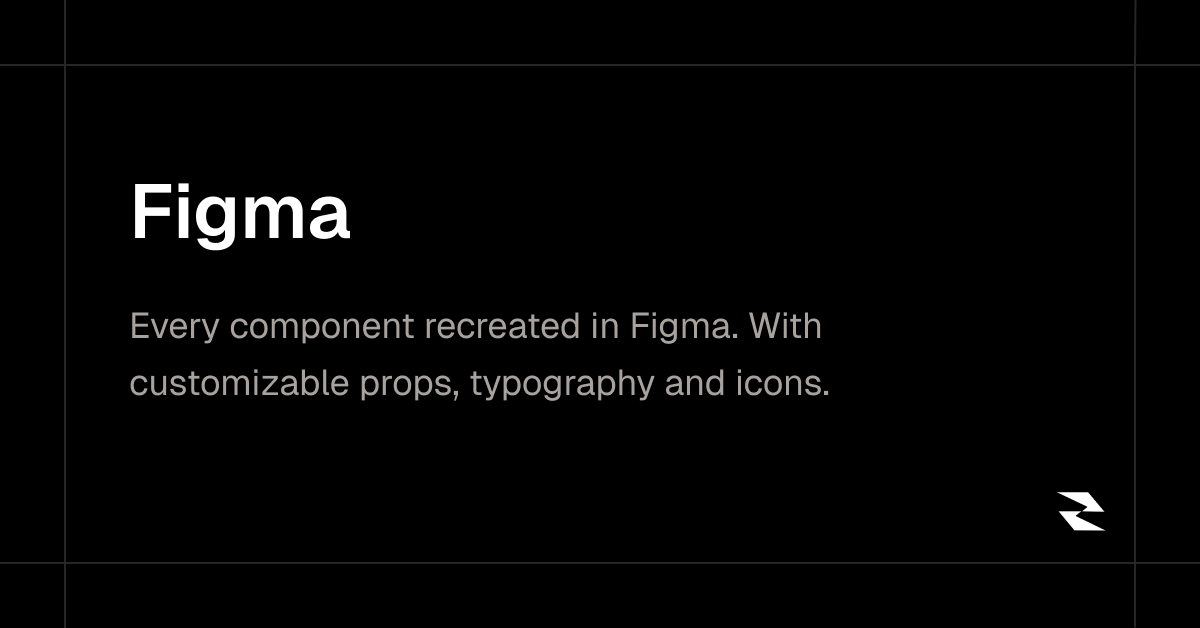 Figma
Every component recreated in Figma. With
customizable props, typography and icons.